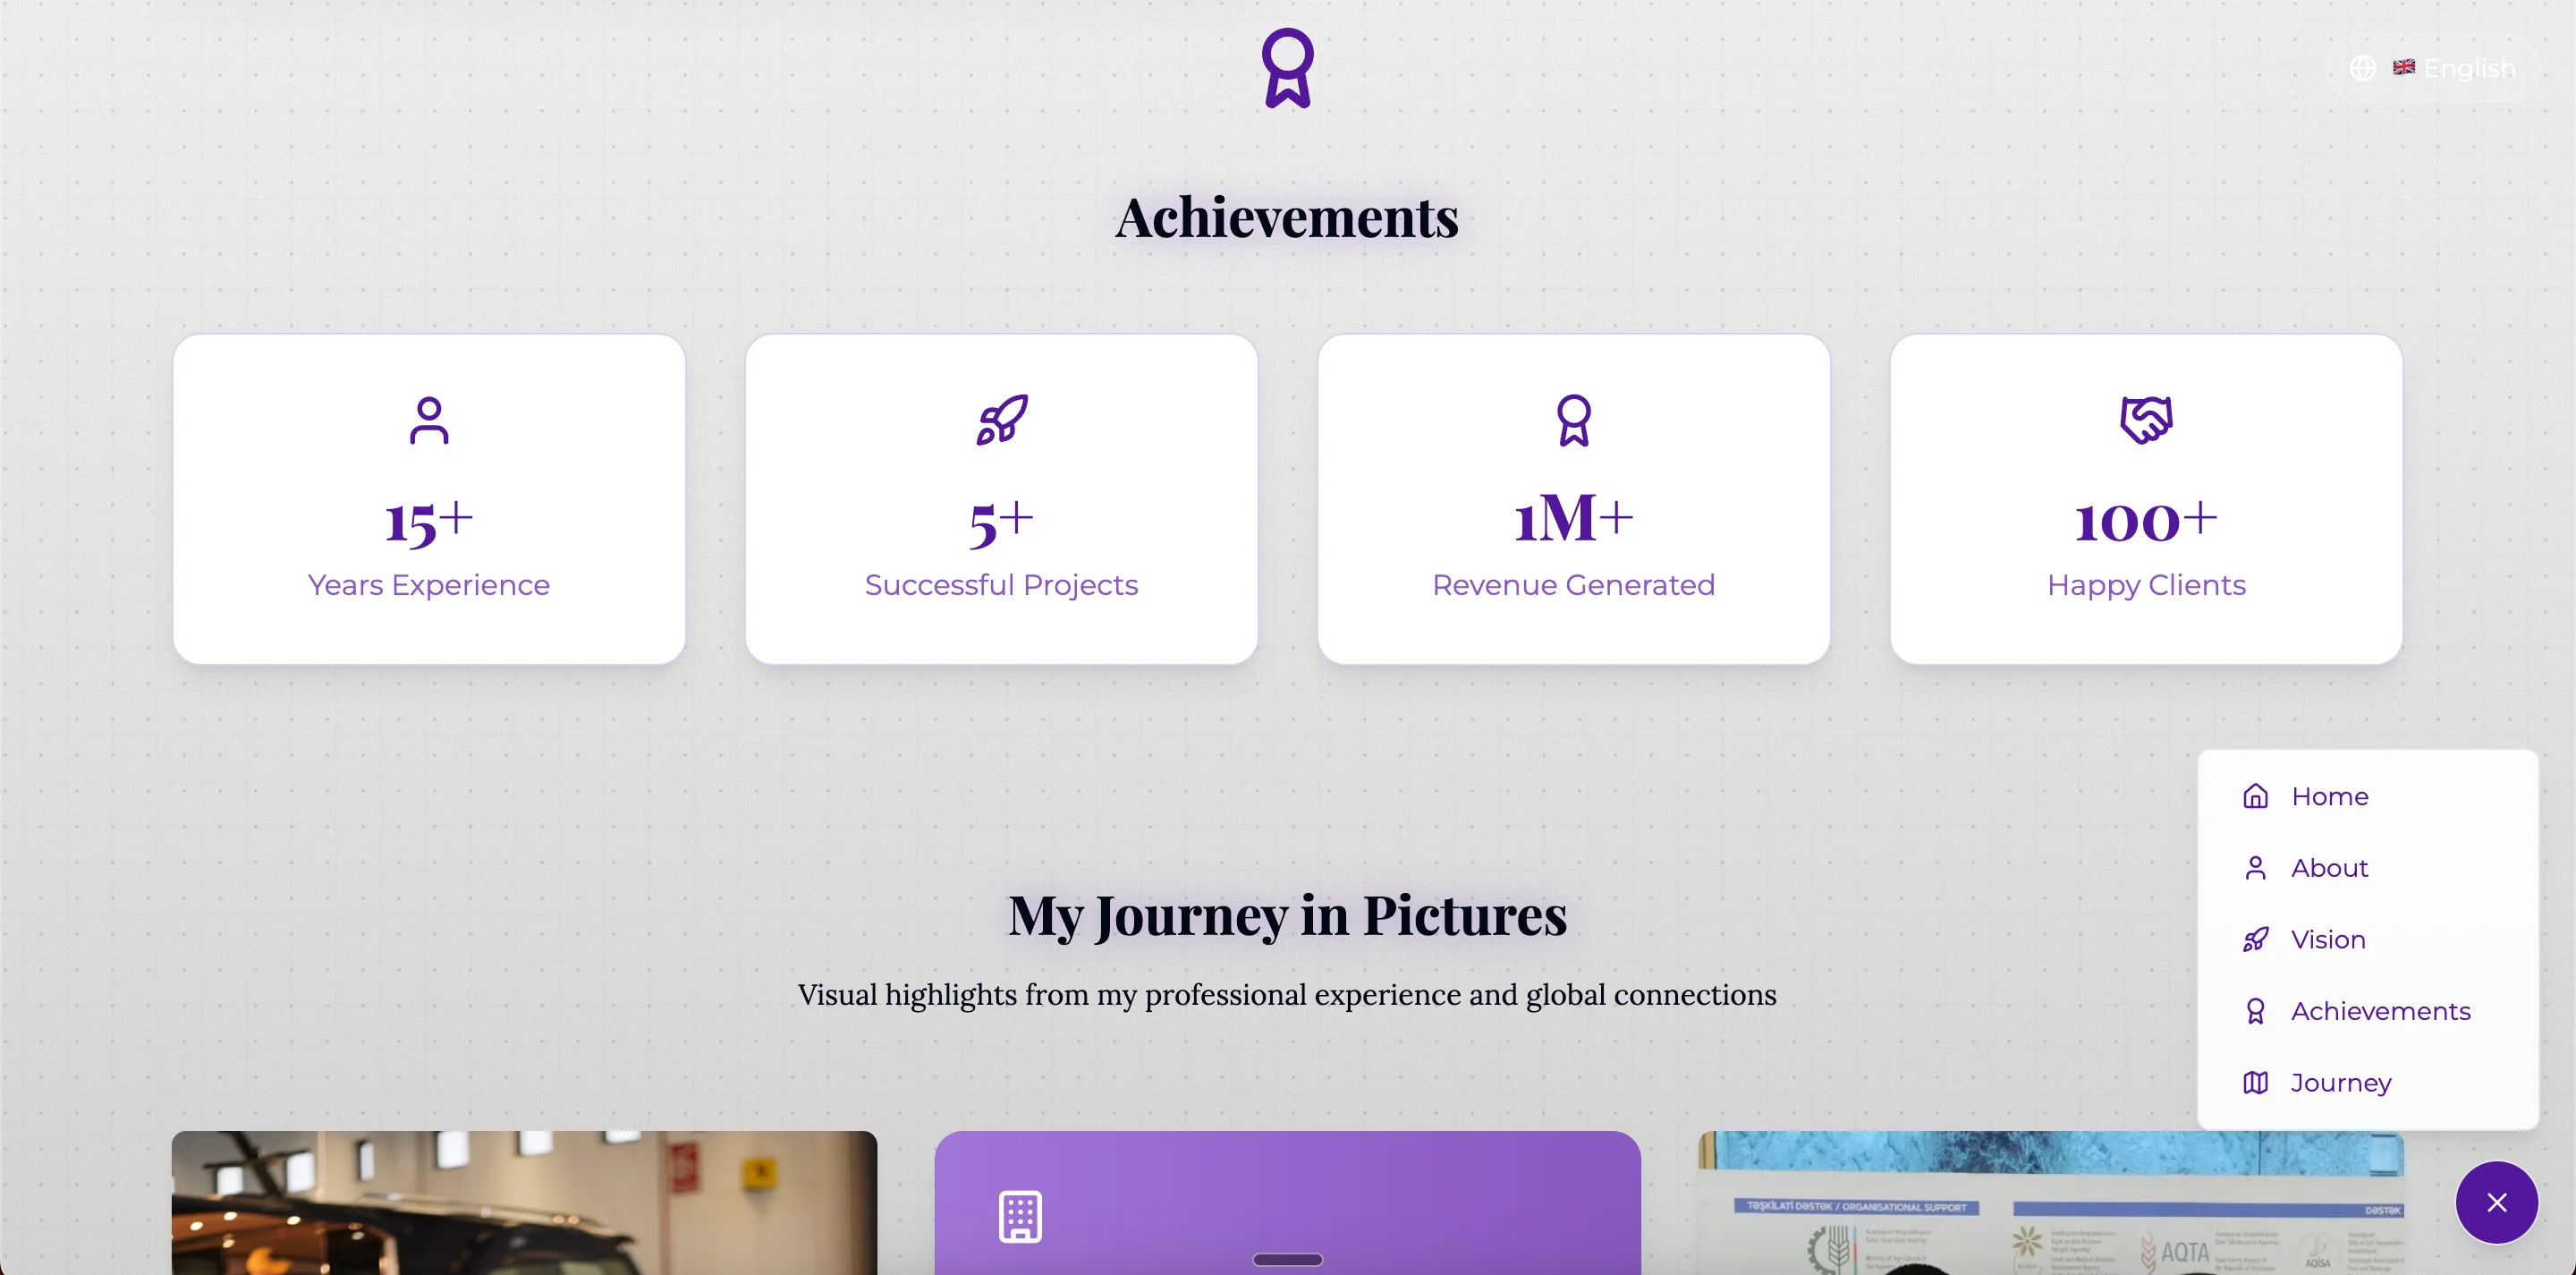 🇬🇧 English
Achievements
15+
Years Experience
5+
Successful Projects
1M+
Revenue Generated
100+
Happy Clients
Home
About
Vision
Achievements
Journey
My Journey in Pictures
Visual highlights from my professional experience and global connections
TƏŞKİLATİ DƏSTƏK / ORGANISATIONAL SUPPORT
DƏSTƏK
AQTA
AQİSA